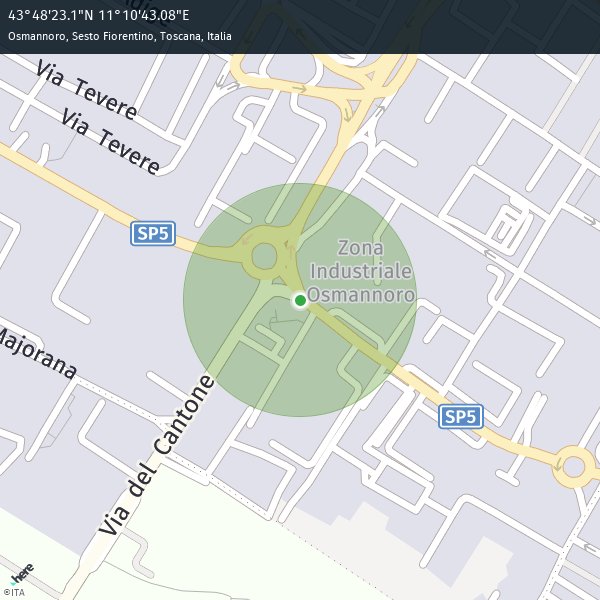 43°48'23.1"N 11°10'43.08"E
Osmannoro, Sesto Fiorentino, Toscana, Italia
Via Tevere
Via Tevere
SP5
Zona
Industriale
Osmannoro
Majorana
SP5
Via del Cantone
here
©ITA